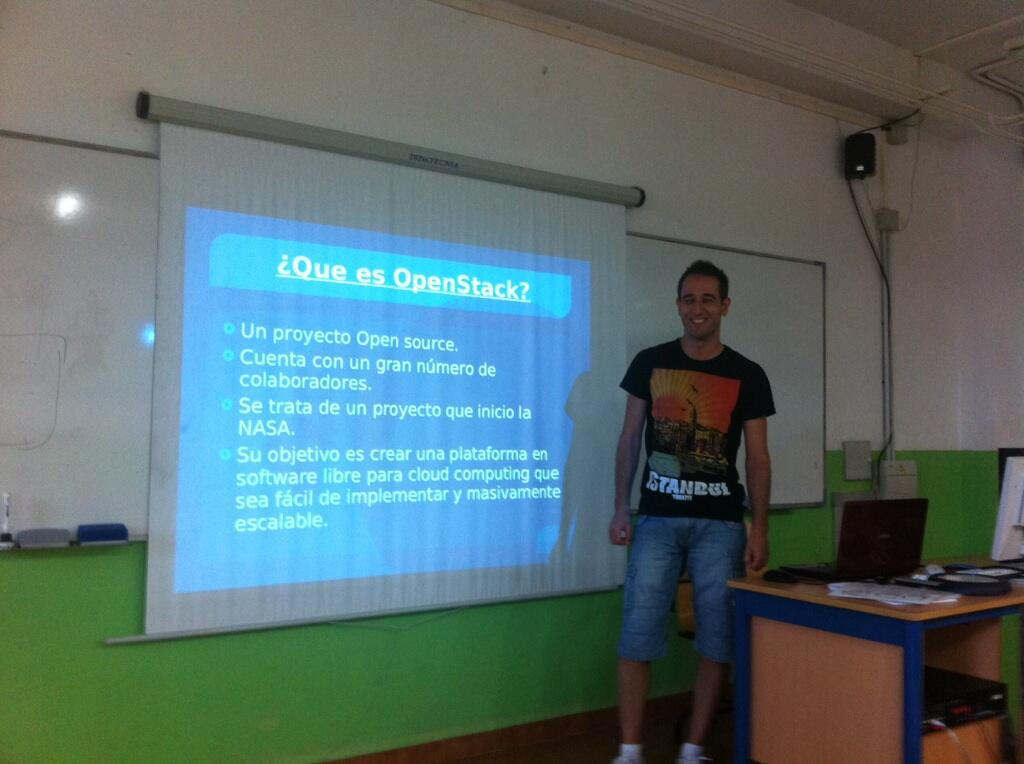 ¿Que es OpenStack?
Un proyecto Open source.
Cuenta con un gran número de
colaboradores.
Se trata de un proyecto que inicio la
NASA.
Su objetivo es crear una plataforma en
software libre para cloud computing que
sea fácil de implementar y masivamente
escalable.
ISTANBUL